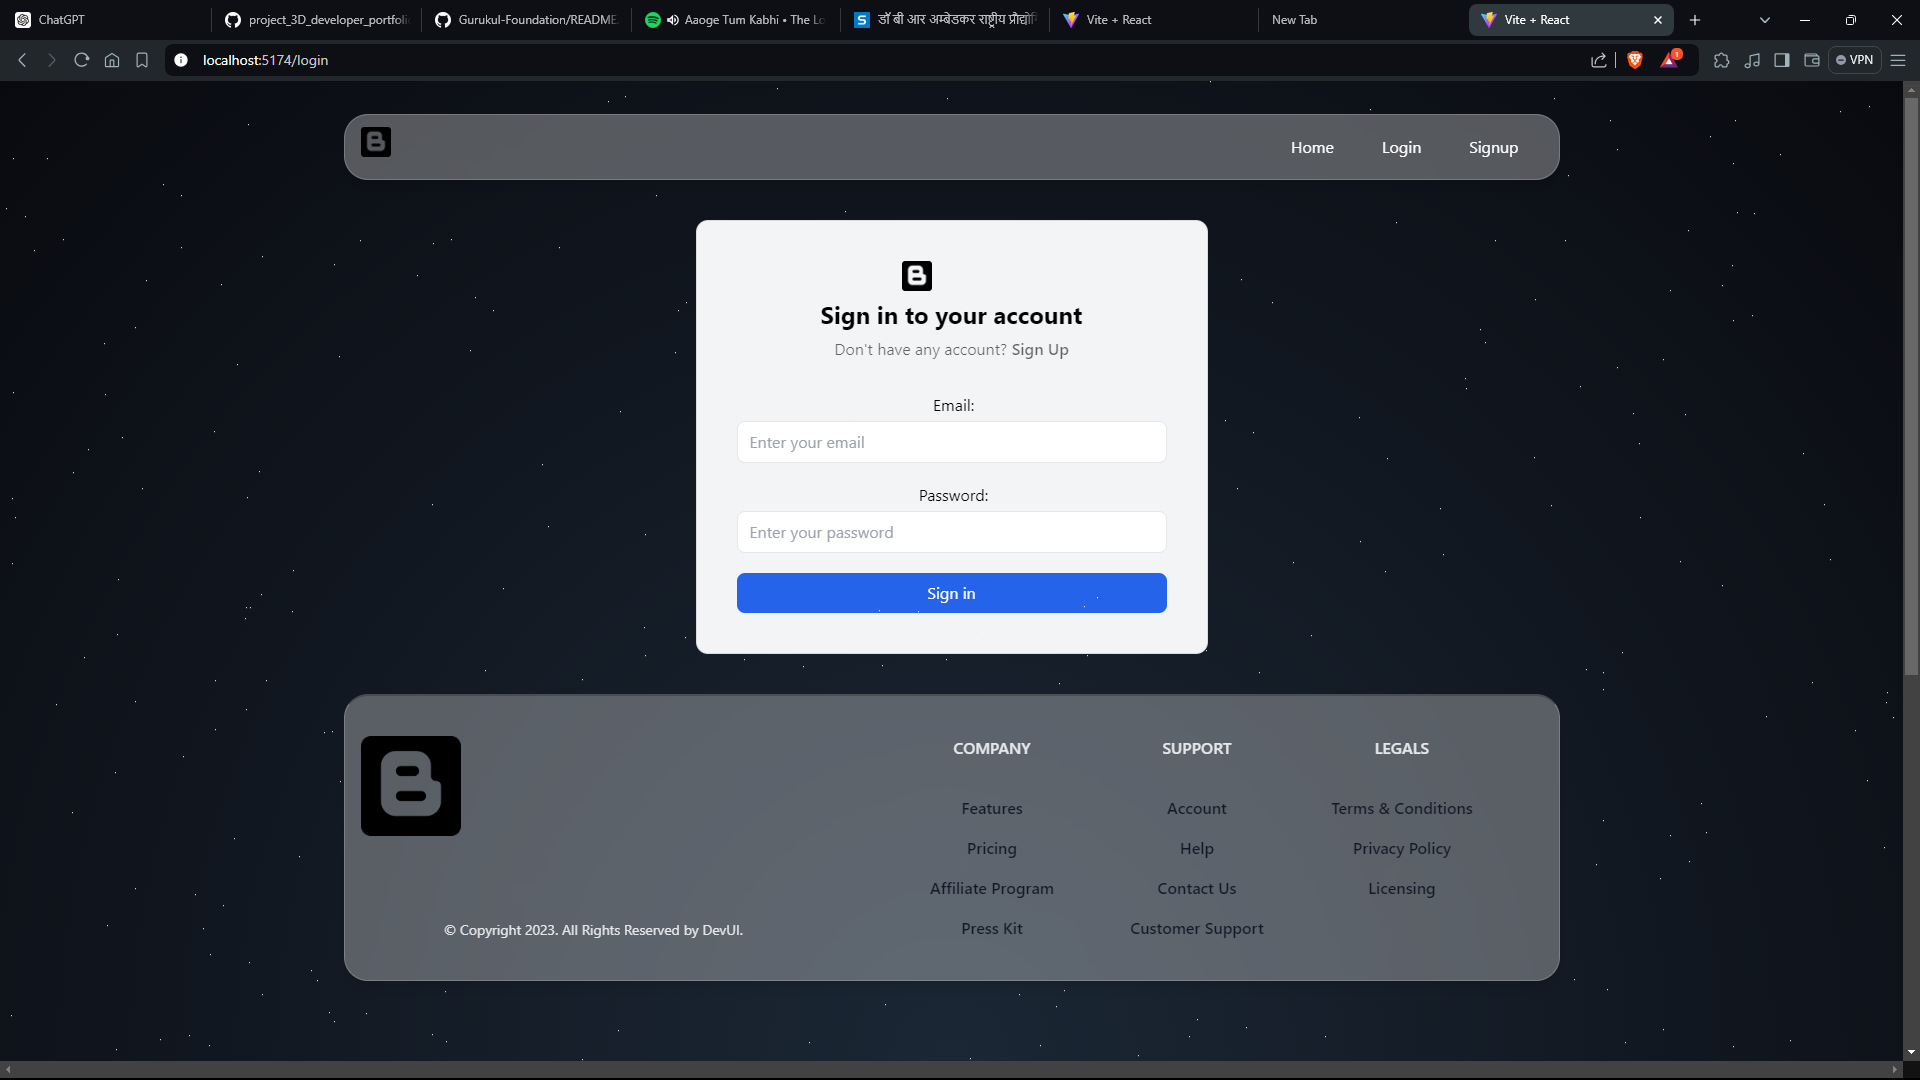 ChatGPT
project_3D_developer_portfoli
Gurukul-Foundation/README.
Aaoge Tum Kabhi • The Lo
S
डॉ बी आर अम्बेडकर राष्ट्रीय प्रौद्योगि
Vite + React
New Tab
Vite + React
localhost:5174/login
1
VPN
Home
Login
Signup
Sign in to your account
Don't have any account? Sign Up
Email:
Enter your email
Password:
Enter your password
Sign in
COMPANY
Features
Pricing
Affiliate Program
Press Kit
SUPPORT
Account
Help
Contact Us
Customer Support
LEGALS
Terms & Conditions
Privacy Policy
Licensing
© Copyright 2023. All Rights Reserved by DevUI.